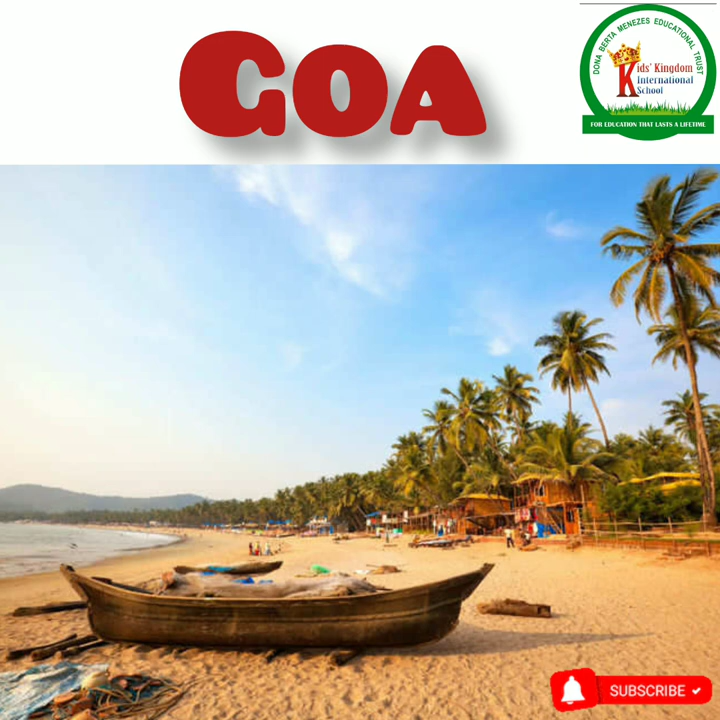 GOA
DONA BERTA MENEZES EDUCATIONAL TRUST
Kids' Kingdom
International
School
FOR EDUCATION THAT LASTS A LIFETIME
SUBSCRIBE